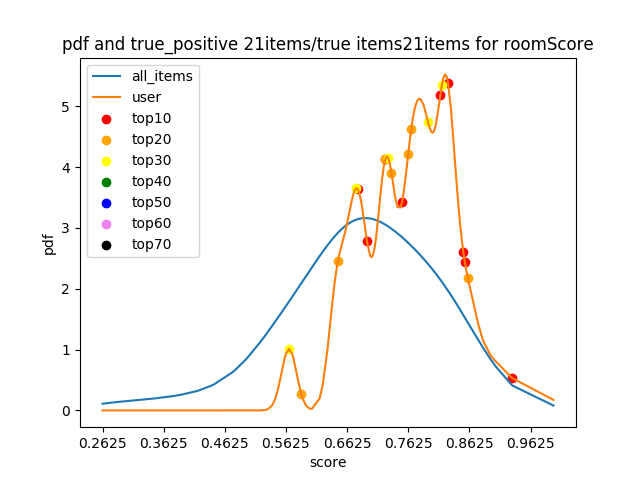 pdf and true_positive 21items/true items21items for roomScore
all_items
user
top10
top20
top30
top40
top50
top60
top70
5
4
3
2
1
0
pdf
0.2625 0.3625 0.4625 0.5625 0.6625 0.7625 0.8625 0.9625
score